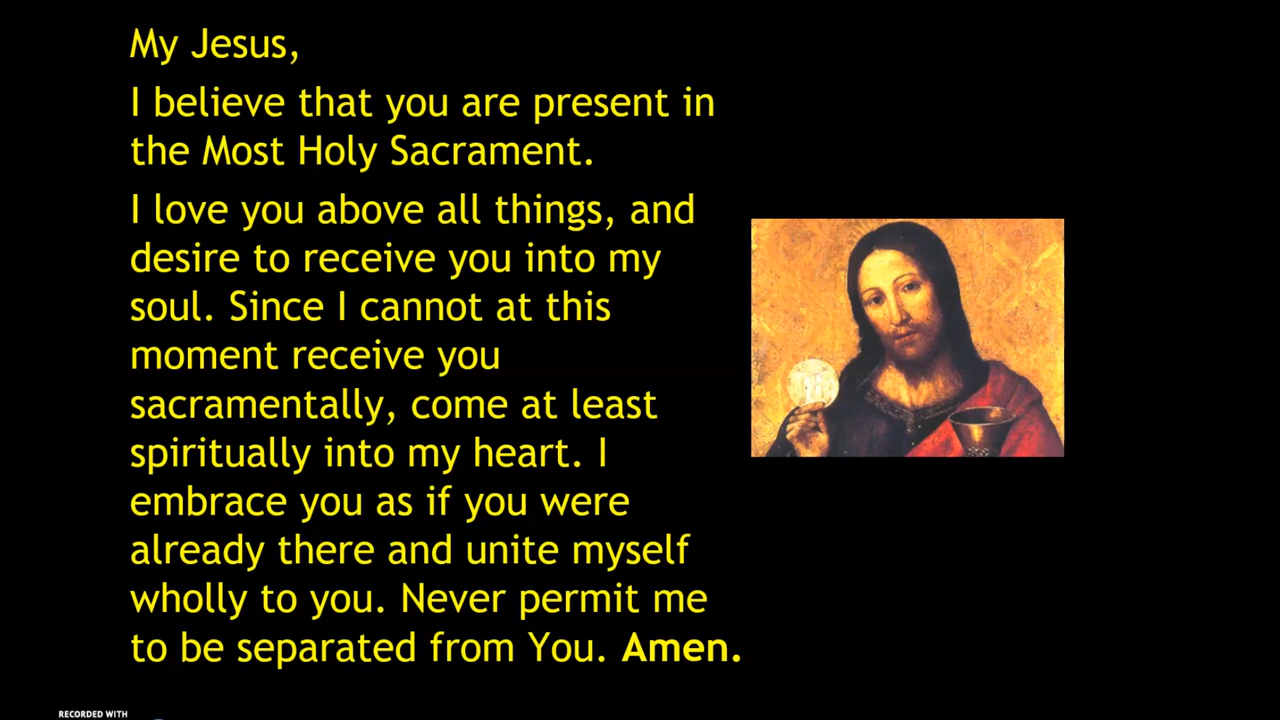 My Jesus,
I believe that you are present in
the Most Holy Sacrament.
I love you above all things, and
desire to receive you into my
soul. Since I cannot at this
moment receive you
sacramentally, come at least
spiritually into my heart. I
embrace you as if you were
already there and unite myself
wholly to you. Never permit me
to be separated from You. Amen.
RECORDED WITH